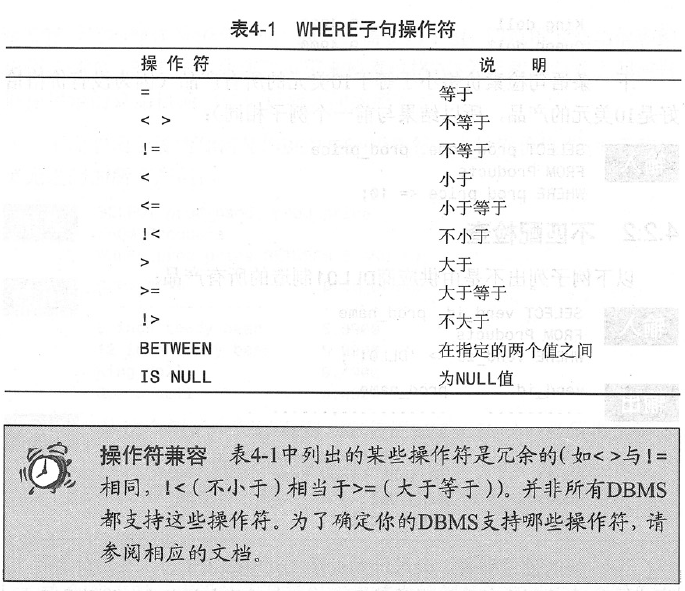 表4-1 WHERE子句操作符
操作符 说明
= 等于
< > 不等于
!= 不等于
< 小于
<= 小于等于
!< 不小于
> 大于
>= 大于等于
!> 不大于
BETWEEN 在指定的两个值之间
IS NULL 为NULL值
操作符兼容 表4-1中列出的某些操作符是冗余的(如< >与!=
相同，!<(不小于)相当于>=(大于等于))。并非所有DBMS
都支持这些操作符。为了确定你的DBMS支持哪些操作符，请
参阅相应的文档。